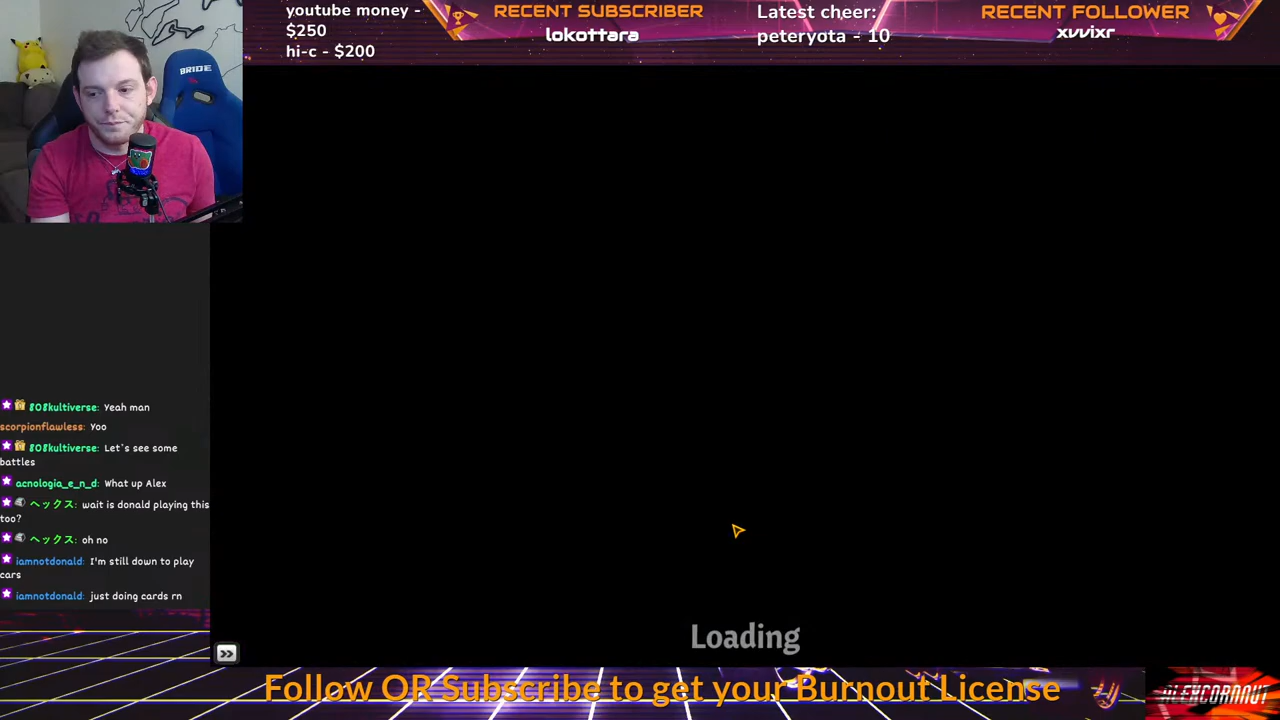 youtube money -
$250
hi-c - $200
RECENT SUBSCRIBER
lokottara
Latest cheer:
peteryota - 10
RECENT FOLLOWER
xvvixr
BRIDE
808kultiverse: Yeah man
scorpionflawless: Yoo
808kultiverse: Let`s see some
battles
acnologia_e_n_d: What up Alex
ヘックス: wait is donald playing this
too?
ヘックス: oh no
iamnotdonald: I'm still down to play
cars
iamnotdonald: just doing cards rn
Loading
Follow OR Subscribe to get your Burnout License
ALEXCORNNUT